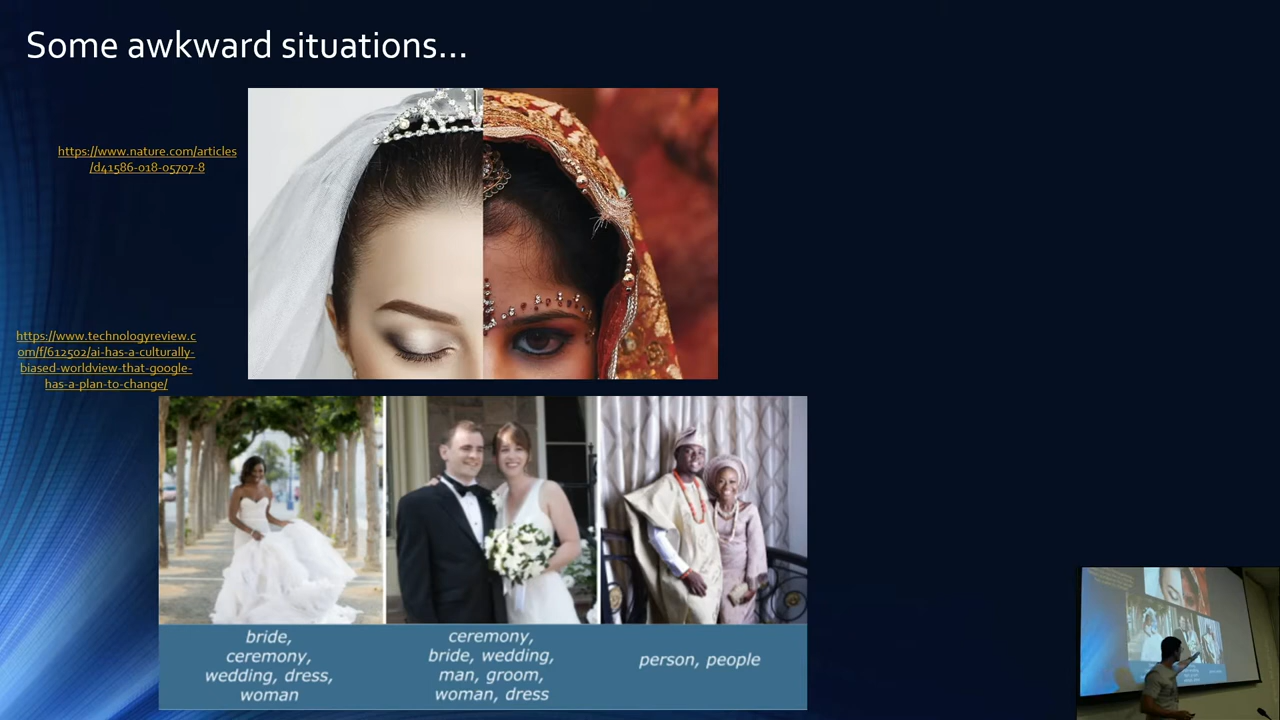 Some awkward situations...
https://www.nature.com/articles
/d41586-018-05707-8
https://www.technologyreview.c
om/f/612502/ai-has-a-culturally-
biased-worldview-that-google-
has-a-plan-to-change/
bride,
ceremony,
wedding, dress,
woman
ceremony,
bride, wedding,
man, groom,
woman, dress
person, people